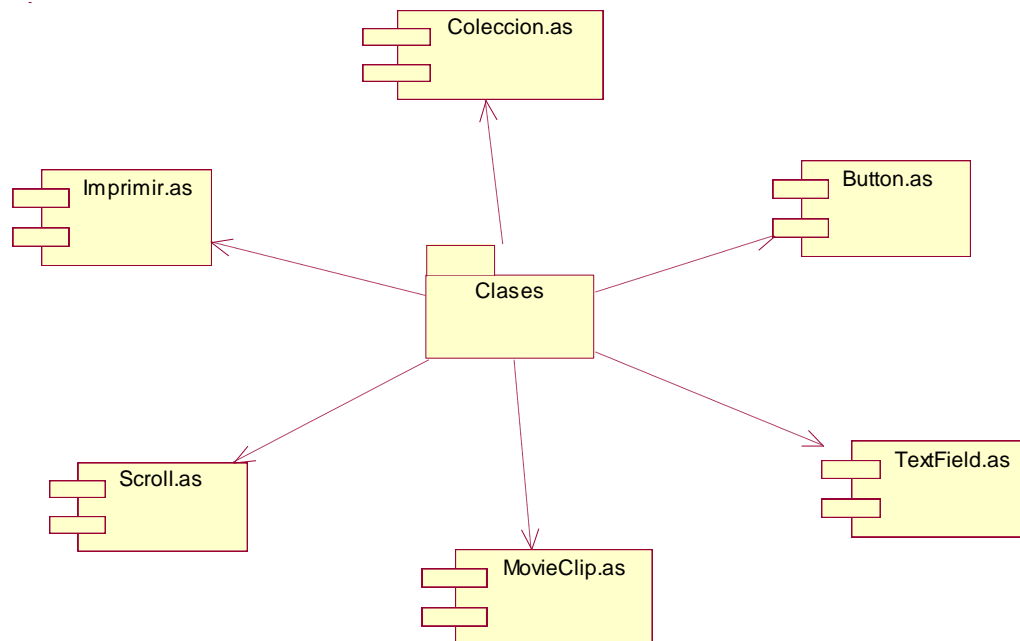 Coleccion.as
Imprimir.as
Button.as
Clases
Scroll.as
TextField.as
MovieClip.as